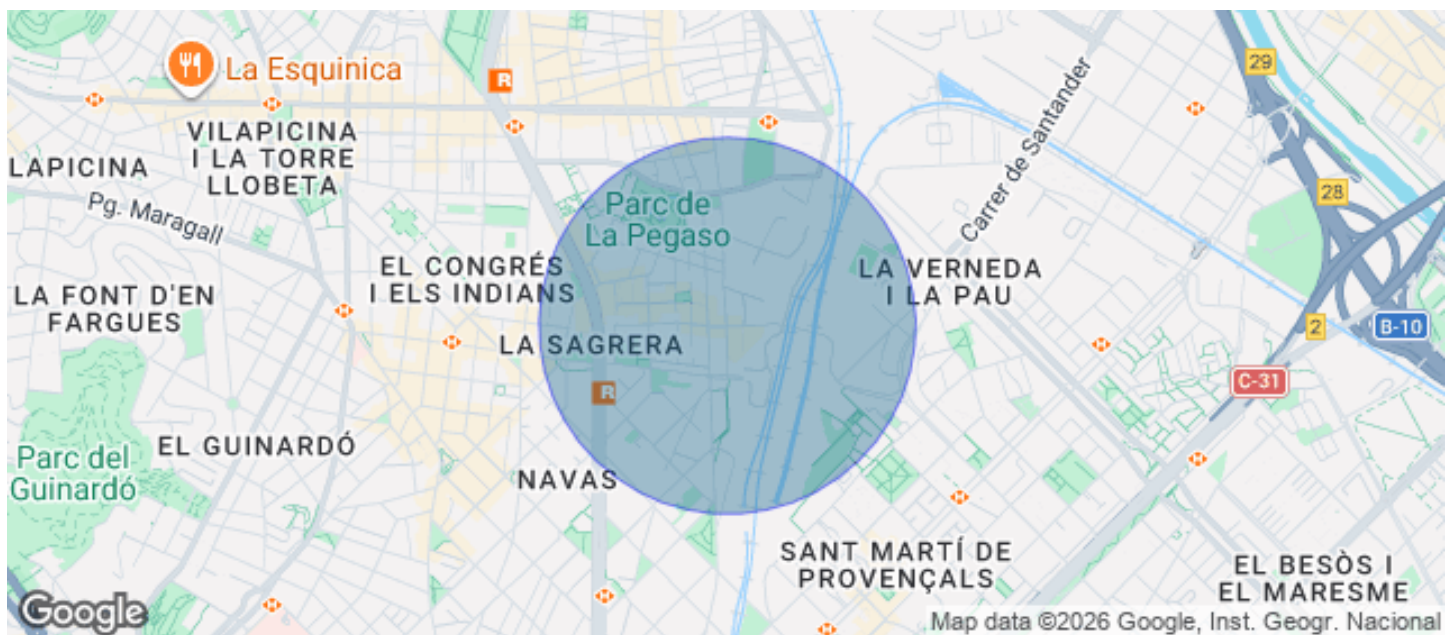 La Esquinica
29
R
VILAPICINA
I LA TORRE
LLOBETA
LAPICINA
Pg. Maragall
Carrer de Santander
28
Parc de
La Pegaso
EL CONGRÉS
I ELS INDIANS
LA VERNEDA
I LA PAU
LA FONT D'EN
FARGUES
2
B-10
LA SAGRERA
C-31
R
EL GUINARDÓ
Parc del
Guinardó
NAVAS
SANT MARTÍ DE
PROVENÇALS
EL BESÒS I
EL MARESME
Google
Map data ©2026 Google, Inst. Geogr. Nacional